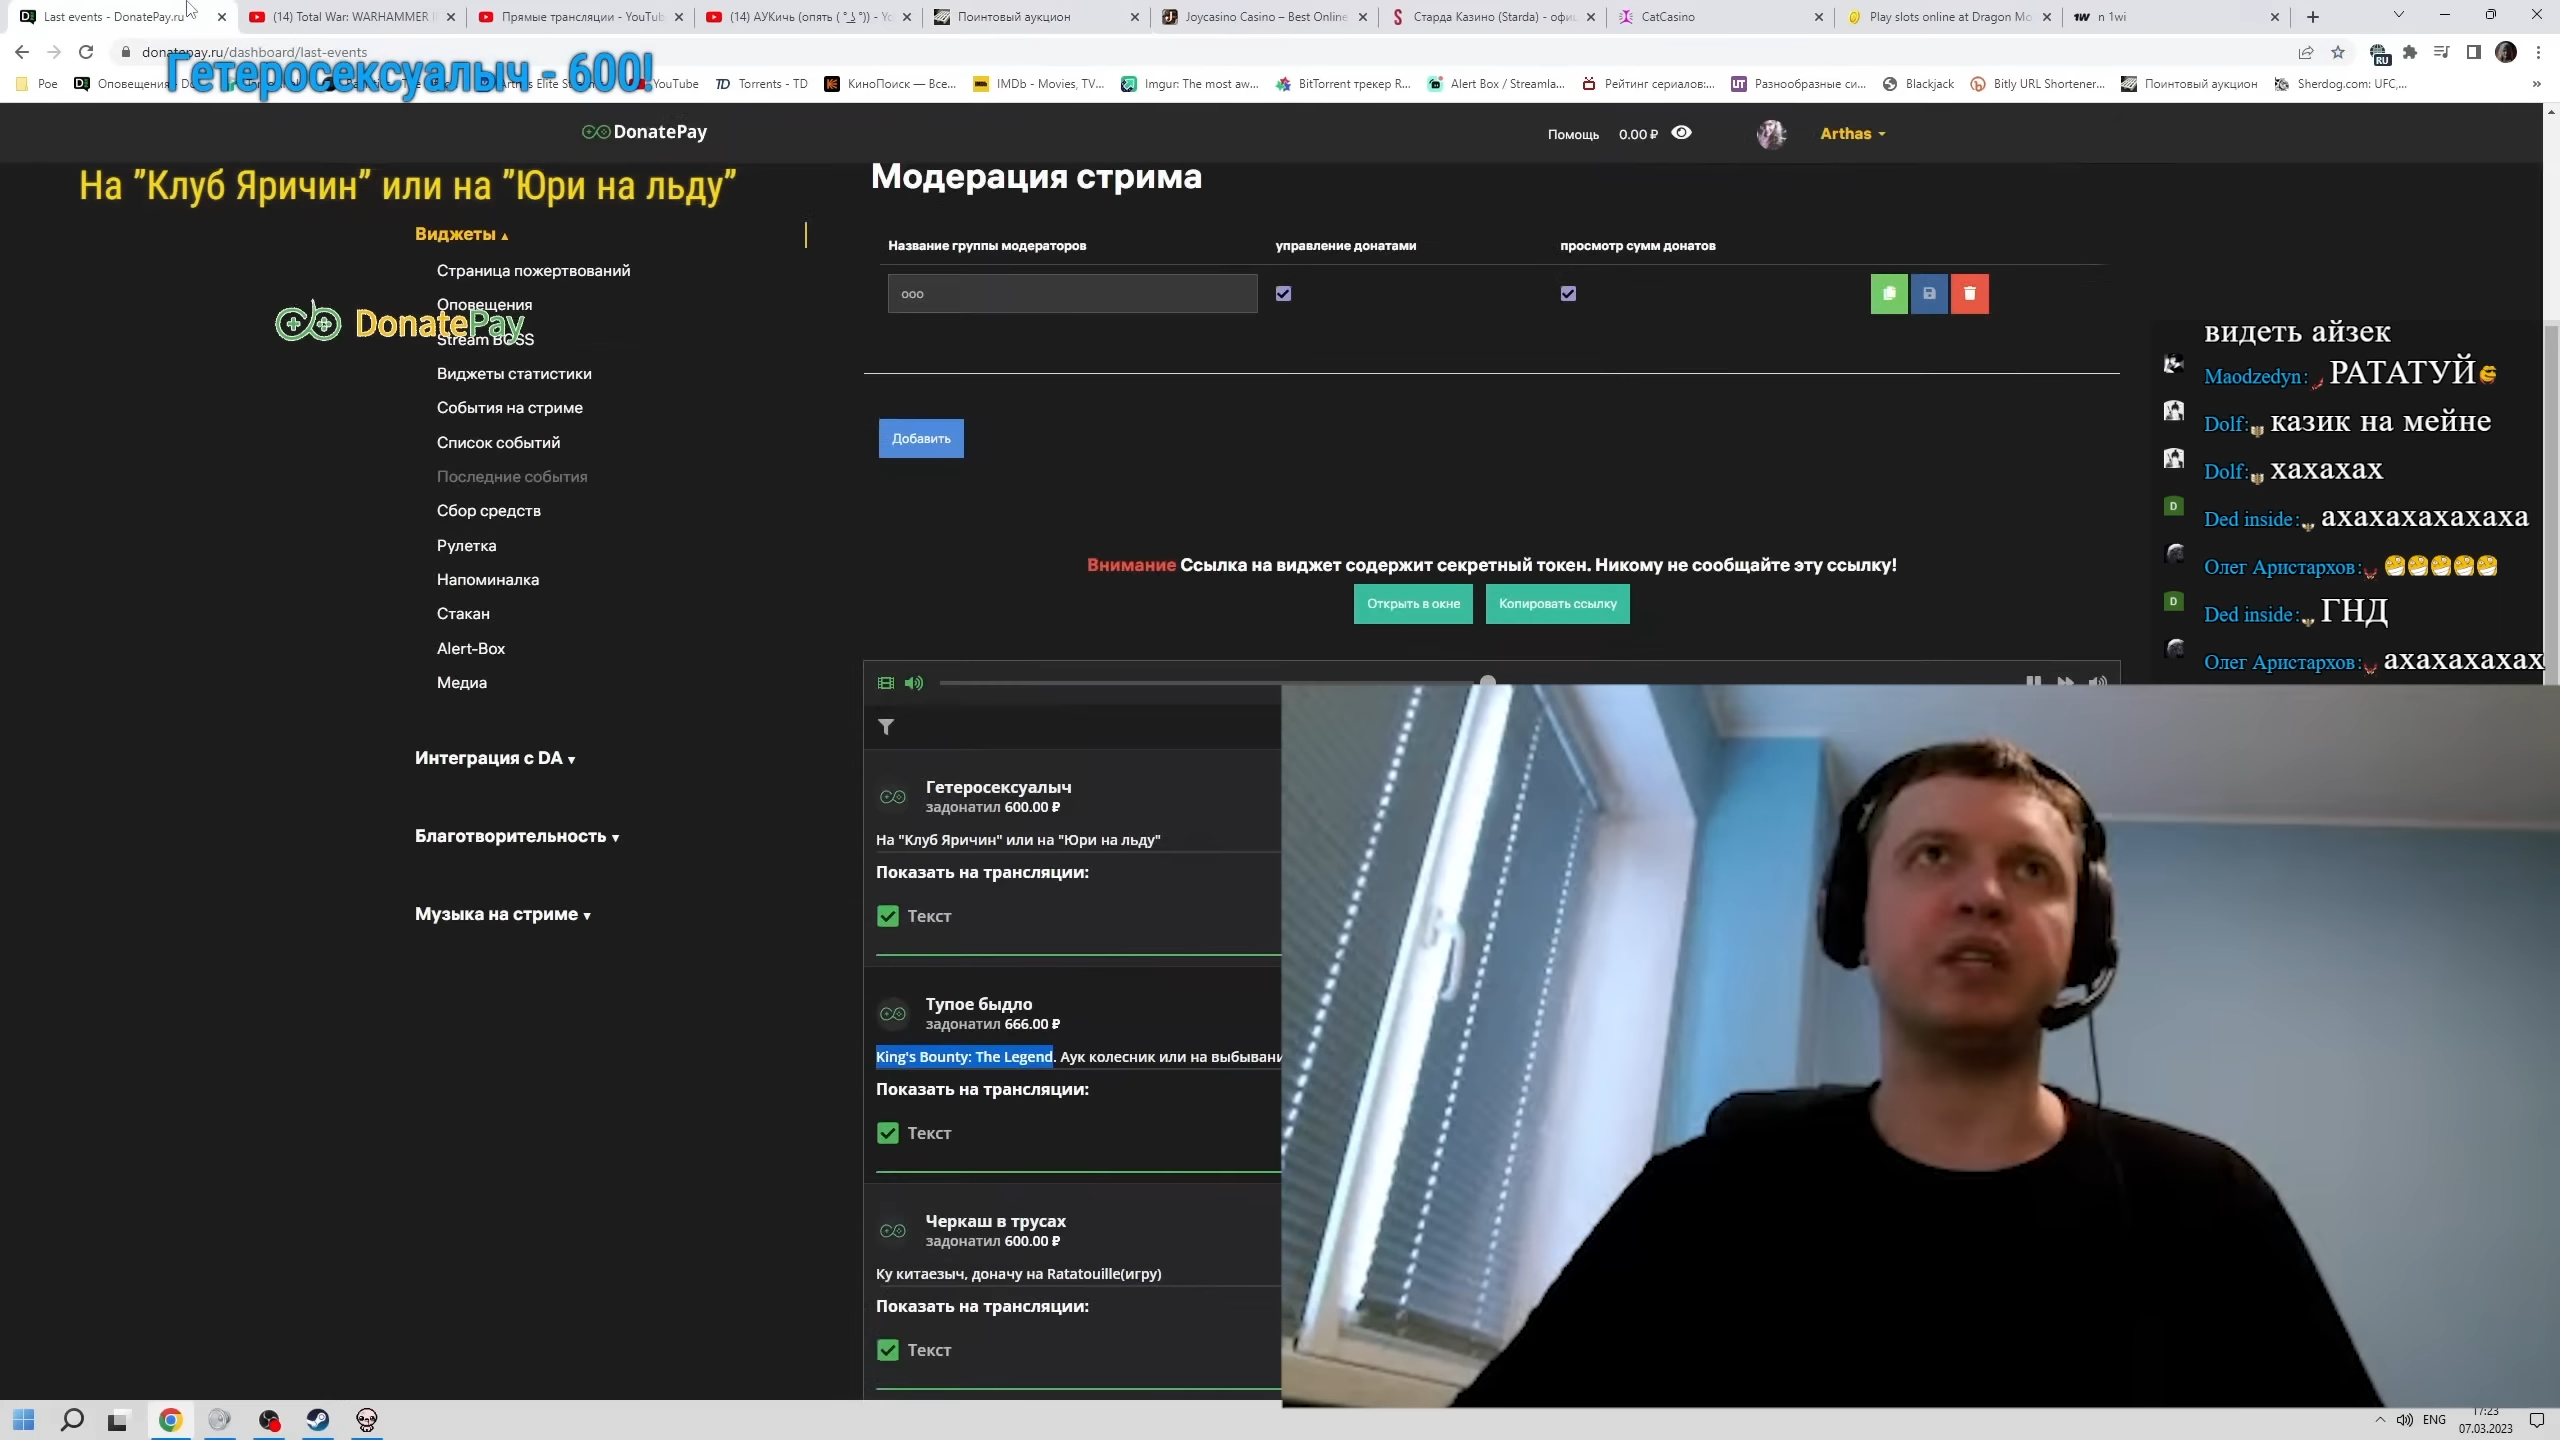 Last events - DonatePay.ru
(14) Total War: WARHAMMER
Прямые трансляции - YouTub
(14) АУКичь (опять ( ͡° ͜ʖ ͡°)) - Yo
Поинтовый аукцион
Joycasino Casino – Best Online
Старда Казино (Starda) - офи
CatCasino
Play slots online at Dragon Mo
n 1wi
donatepay.ru/dashboard/last-events
Гетеросексуалыч - 600!
Poe
Оповещения
YouTube
Torrents - TD
КиноПоиск — Все...
IMDb - Movies, TV...
Imgur: The most aw...
BitTorrent трекер R...
Alert Box / Streamla...
Рейтинг сериалов:...
Разнообразные си...
Blackjack
Bitly URL Shortener...
Поинтовый аукцион
Sherdog.com: UFC,...
DonatePay
Помощь
0.00 ₽
Arthas
На "Клуб Яричин" или на "Юри на льду"
Модерация стрима
Виджеты
Страница пожертвований
Оповещения
DonatePay
Stream BOSS
Виджеты статистики
События на стриме
Список событий
Последние события
Сбор средств
Рулетка
Напоминалка
Стакан
Alert-Box
Медиа
Интеграция с DA
Благотворительность
Музыка на стриме
Название группы модераторов
управление донатами
просмотр сумм донатов
ooo
Добавить
Внимание Ссылка на виджет содержит секретный токен. Никому не сообщайте эту ссылку!
Открыть в окне
Копировать ссылку
Гетеросексуалыч
задонатил 600.00 ₽
На "Клуб Яричин" или на "Юри на льду"
Показать на трансляции:
Текст
Тупое быдло
задонатил 666.00 ₽
King's Bounty: The Legend. Аук колесник или на выбывани
Показать на трансляции:
Текст
Черкаш в трусах
задонатил 600.00 ₽
Ку китаезыч, доначу на Ratatouille(игру)
Показать на трансляции:
Текст
видеть айзек
Maodzedyn: РАТАТУЙ
Dolf: казик на мейне
Dolf: хахахах
Ded inside: ахахахахахаха
Олег Аристархов:
Ded inside: ГНД
Олег Аристархов: ахахахахах
ENG
17:23
07.03.2023